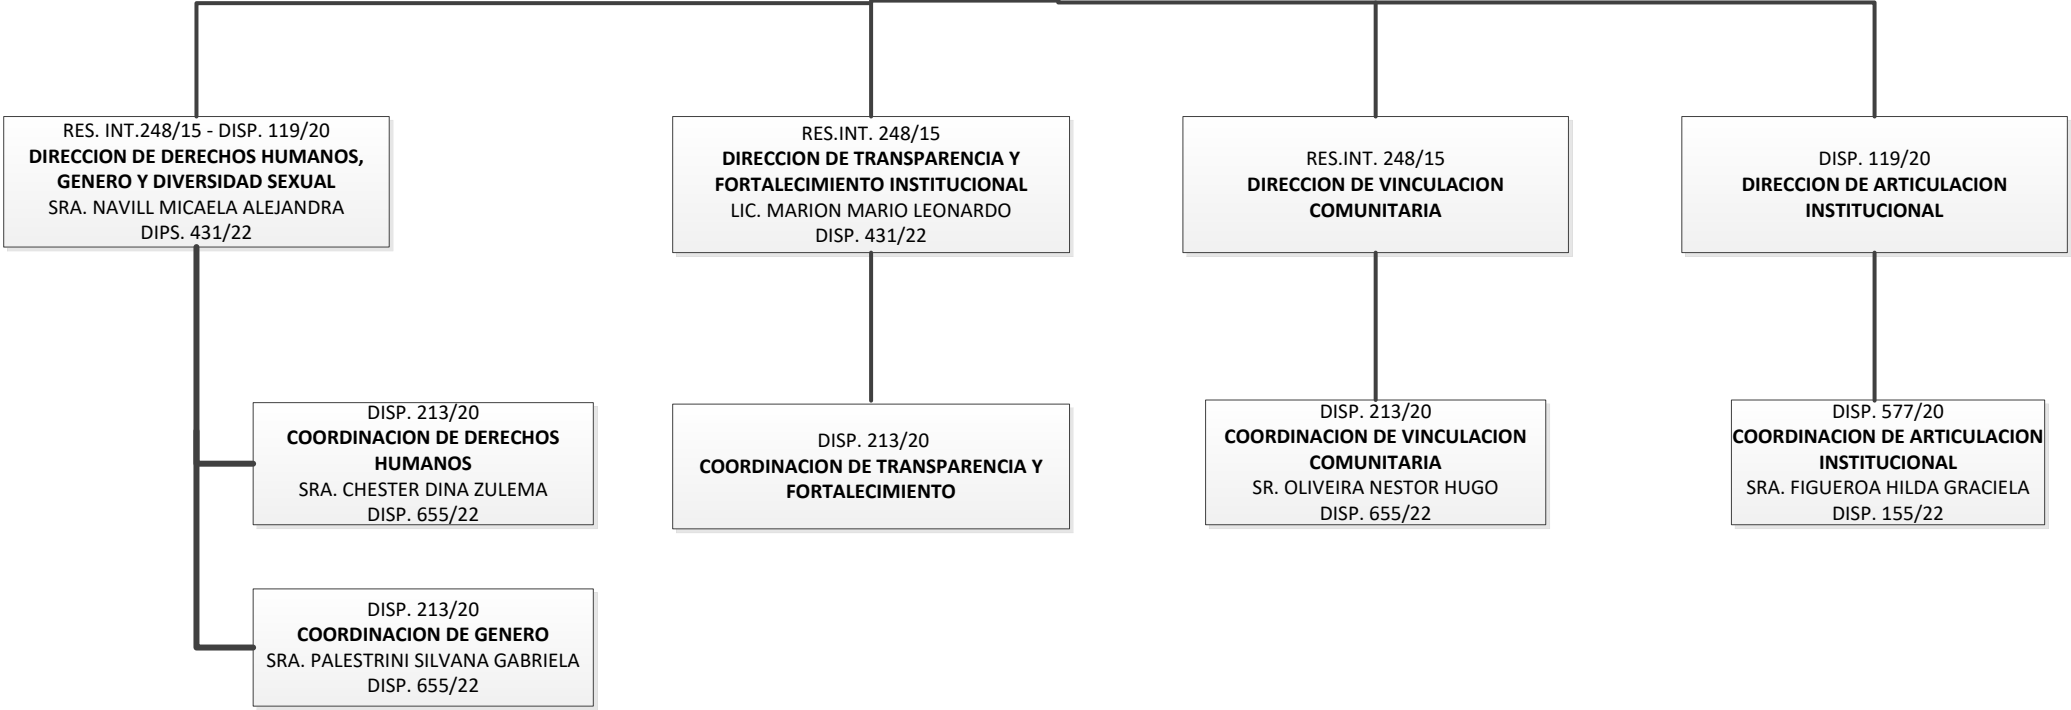 RES. INT.248/15 - DISP. 119/20
DIRECCION DE DERECHOS HUMANOS,
GENERO Y DIVERSIDAD SEXUAL
SRA. NAVILL MICAELA ALEJANDRA
DIPS. 431/22
RES.INT. 248/15
DIRECCION DE TRANSPARENCIA Y
FORTALECIMIENTO INSTITUCIONAL
LIC. MARION MARIO LEONARDO
DISP. 431/22
RES.INT. 248/15
DIRECCION DE VINCULACION
COMUNITARIA
DISP. 119/20
DIRECCION DE ARTICULACION
INSTITUCIONAL
DISP. 213/20
COORDINACION DE DERECHOS
HUMANOS
SRA. CHESTER DINA ZULEMA
DISP. 655/22
DISP. 213/20
COORDINACION DE TRANSPARENCIA Y
FORTALECIMIENTO
DISP. 213/20
COORDINACION DE VINCULACION
COMUNITARIA
SR. OLIVEIRA NESTOR HUGO
DISP. 655/22
DISP. 577/20
COORDINACION DE ARTICULACION
INSTITUCIONAL
SRA. FIGUEROA HILDA GRACIELA
DISP. 155/22
DISP. 213/20
COORDINACION DE GENERO
SRA. PALESTRINI SILVANA GABRIELA
DISP. 655/22